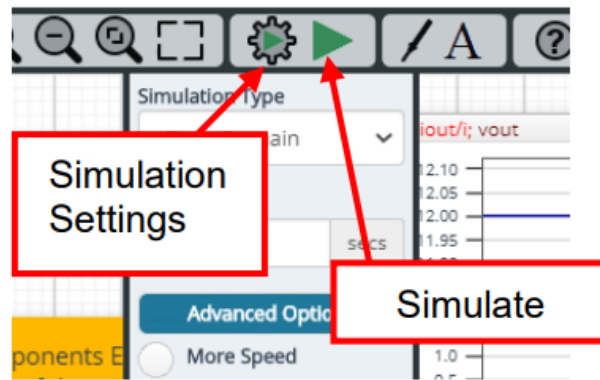 A
?
Simulation Type
ain
iout/i; vout
Simulation
Settings
12.10
12.05
12.00
11.95
secs
Simulate
Advanced Optio
ponents E
More Speed
1.0